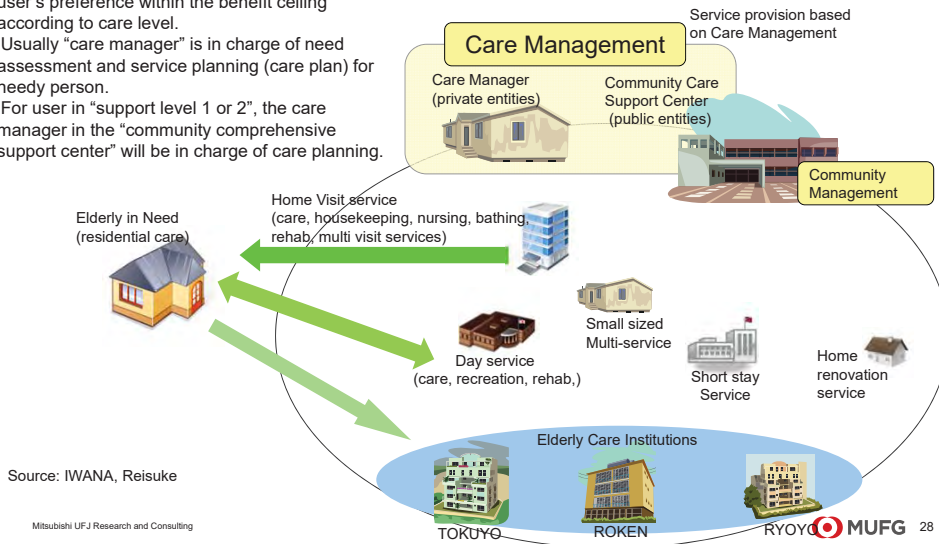 user's preference within the benefit ceiling
according to care level.
Usually “care manager” is in charge of need
assessment and service planning (care plan) for
needy person.
For user in “support level 1 or 2”, the care
manager in the “community comprehensive
support center” will be in charge of care planning.
Service provision based
on Care Management
Care Management
Care Manager
(private entities)
Community Care
Support Center
(public entities)
Community
Management
Elderly in Need
(residential care)
Home Visit service
(care, housekeeping, nursing, bathing,
rehab, multi visit services)
Small sized
Multi-service
Day service
(care, recreation, rehab,)
Short stay
Service
Home
renovation
service
Elderly Care Institutions
TOKUYO
ROKEN
RYOYO
Source: IWANA, Reisuke
Mitsubishi UFJ Research and Consulting
MUFG
28